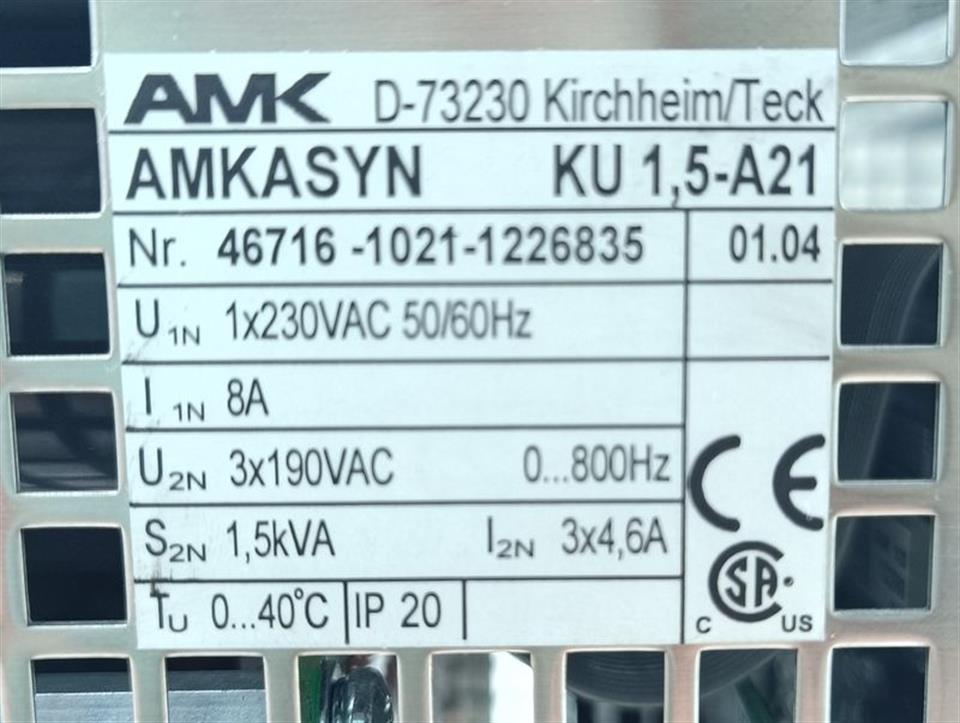 AMK D-73230 Kirchheim/Teck
AMKASYN KU 1,5-A21
Nr. 46716 -1021-1226835 01.04
U1N 1x230VAC 50/60Hz
I1N 8A
U2N 3x190VAC 0...800Hz
S2N 1,5kVA I2N 3x4,6A
TU 0...40°C IP 20
CE
C SA US